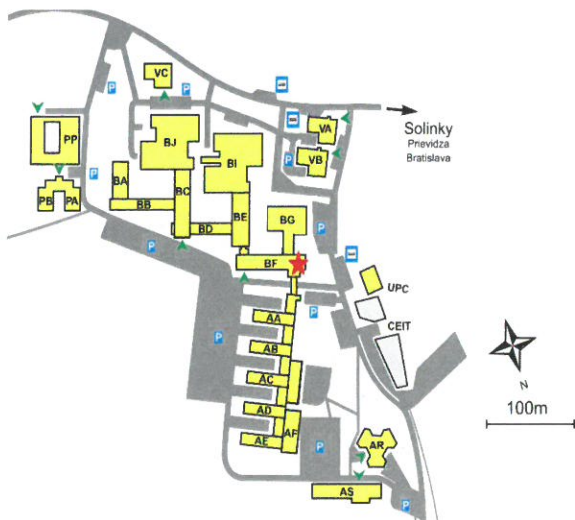 VC
P
P
P
VA
Solinky
Prievidza
Bratislava
PP
BJ
BI
P
VB
P
BA
BC
PB
PA
BB
BE
BG
BD
P
P
BF
UPC
AA
P
CEIT
P
AB
AC
N
100m
AD
AF
AE
P
AR
P
AS
P